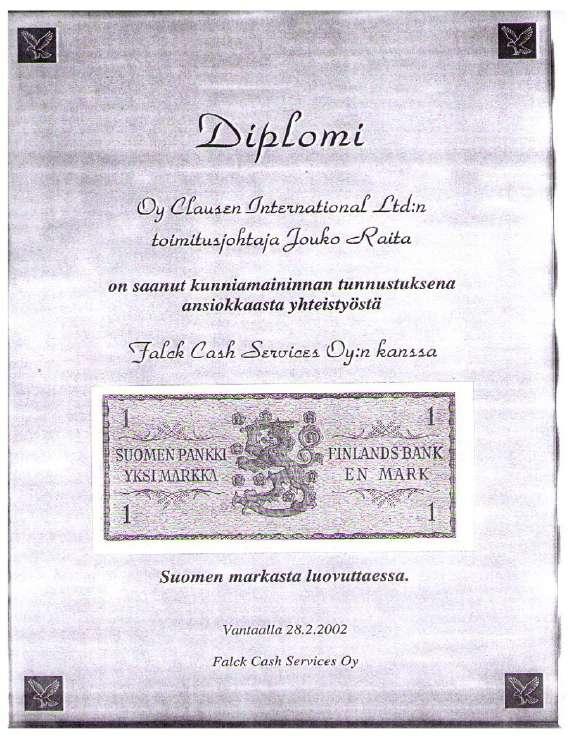 Diplomi
Oy Clausen International Ltd:n
toimitusjohtaja Jouko Raita
on saanut kunniamaininnan tunnustuksena
ansiokkaasta yhteistyöstä
Falck Cash Services Oy:n kanssa
1 1
SUOMEN PANKKI FINLANDS BANK
YKSI MARKKA EN MARK
1 1
Suomen markasta luovuttaessa.
Vantaalla 28.2.2002
Falck Cash Services Oy